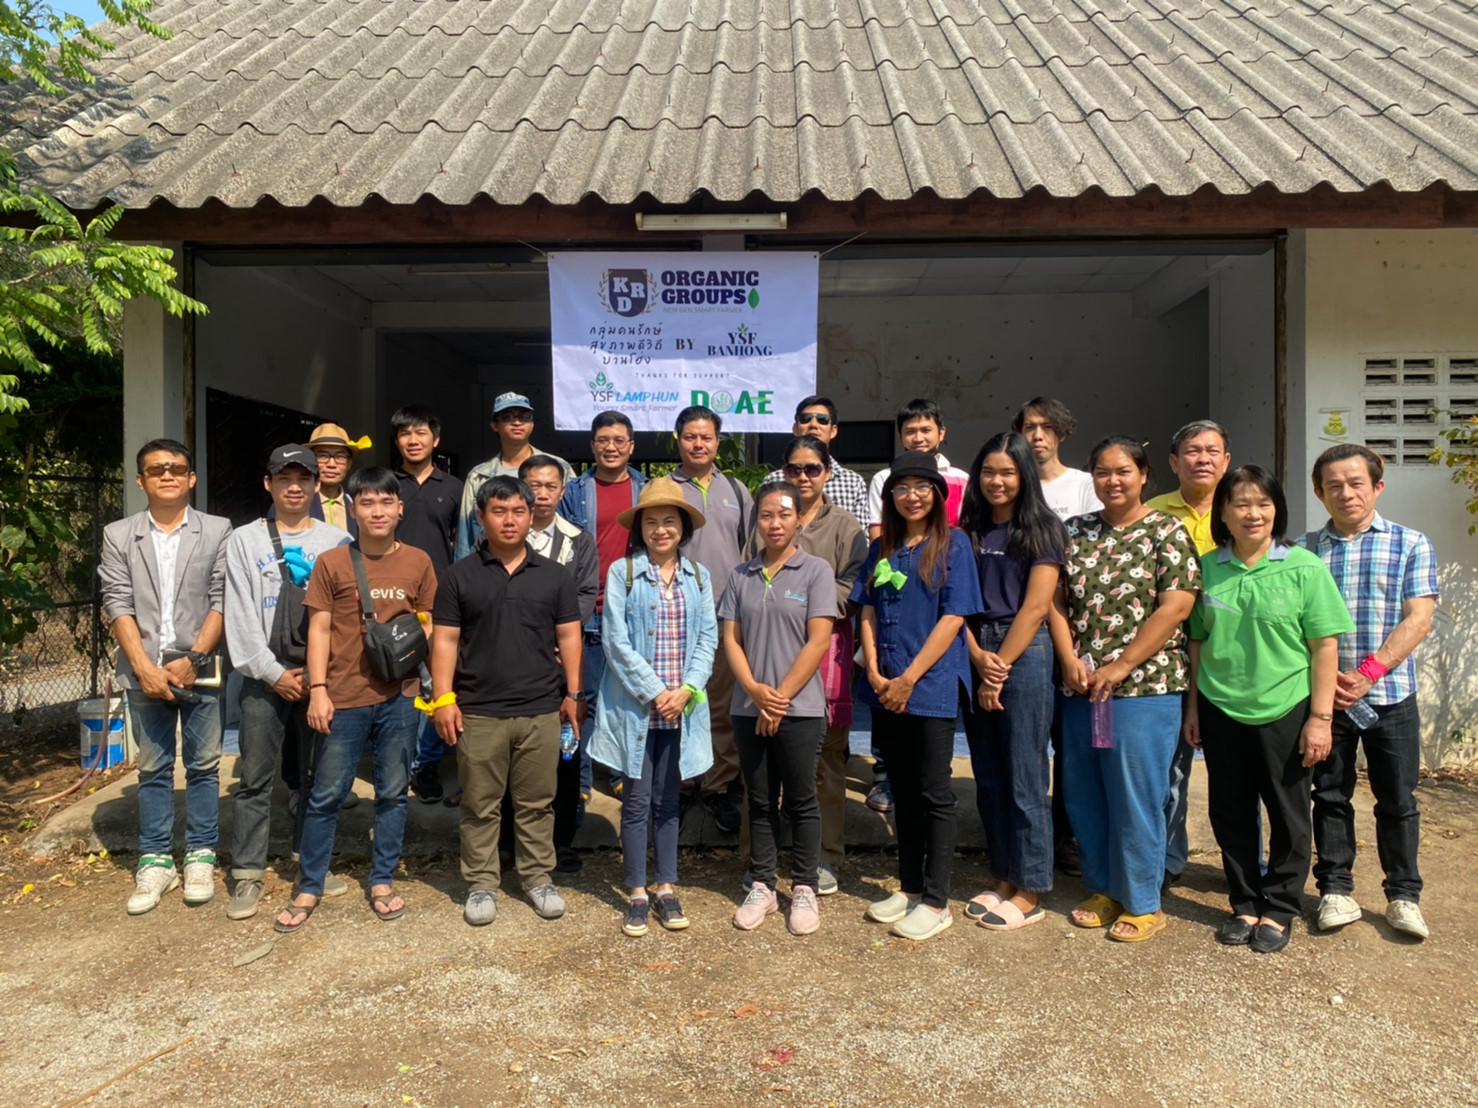 KRD
ORGANIC
GROUPS
NEW GEN SMART FARMER
กลุ่มคนรักษ์
สุขภาพดีวิถี
บ้านโฮ่ง
BY
YSF
BANHONG
THANKS FOR SUPPORT
YSF LAMPHUN
Young Smart Farmer
DOAE
Levi's